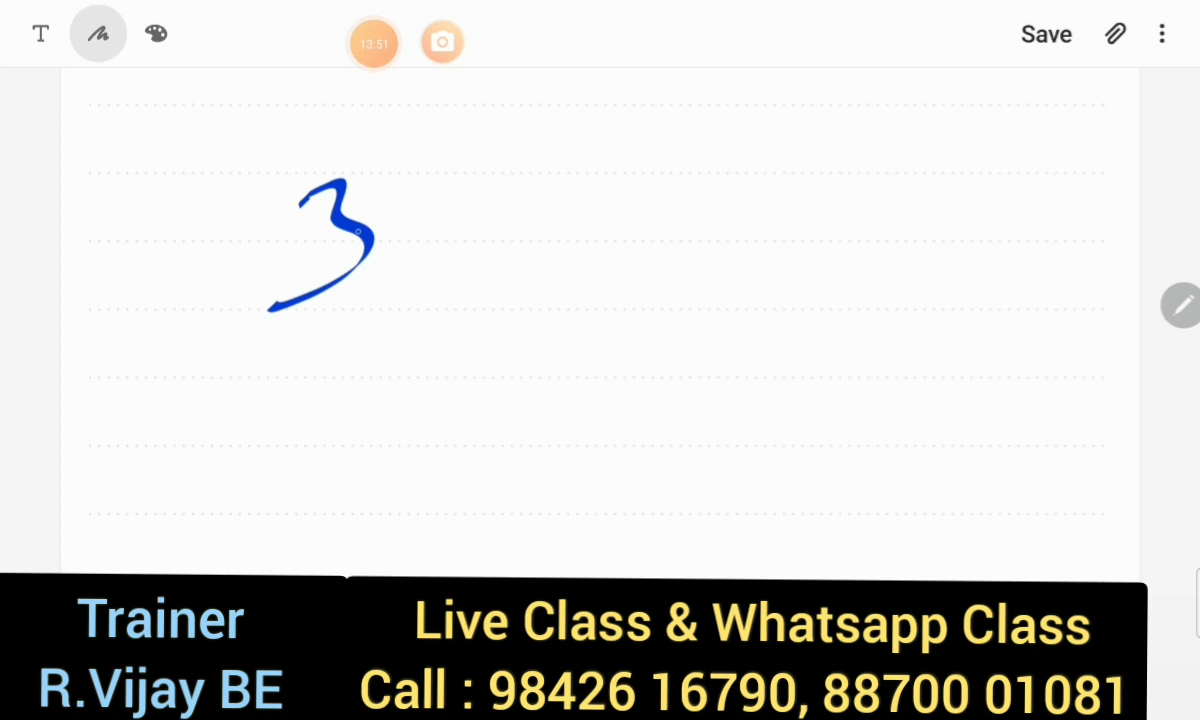 T
13:51
Save
3
Trainer
R.Vijay BE
Live Class & Whatsapp Class
Call : 98426 16790, 88700 01081